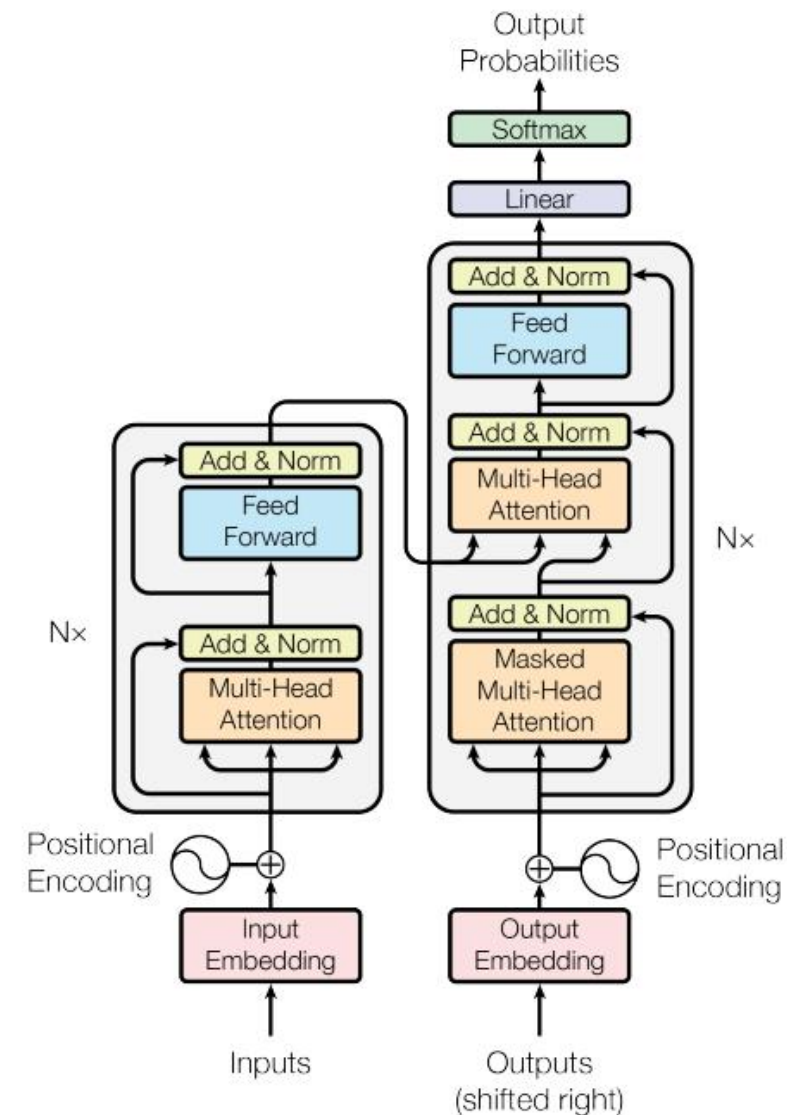 Output
Probabilities
Softmax
Linear
Add & Norm
Feed
Forward
Add & Norm
Multi-Head
Attention
N×
Add & Norm
Masked
Multi-Head
Attention
Positional
Encoding
Output
Embedding
Outputs
(shifted right)
Add & Norm
Feed
Forward
N×
Add & Norm
Multi-Head
Attention
Positional
Encoding
Input
Embedding
Inputs